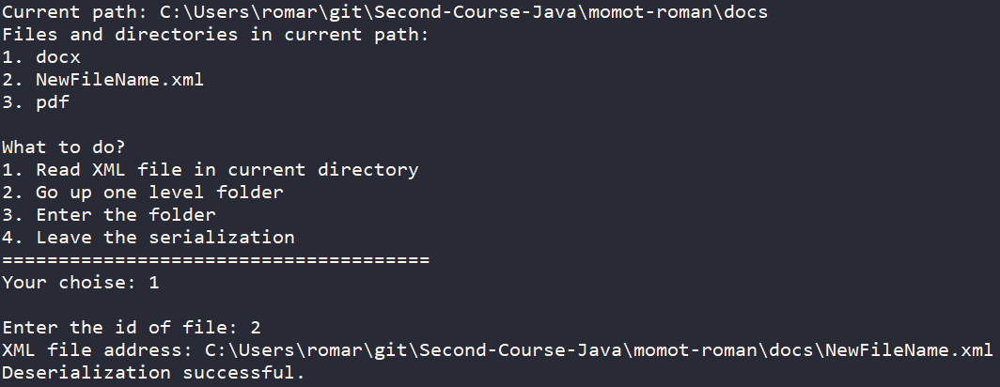 Current path: C:\Users\romar\git\Second-Course-Java\momot-roman\docs
Files and directories in current path:
1. docx
2. NewFileName.xml
3. pdf
What to do?
1. Read XML file in current directory
2. Go up one level folder
3. Enter the folder
4. Leave the serialization
======================================
Your choise: 1
Enter the id of file: 2
XML file address: C:\Users\romar\git\Second-Course-Java\momot-roman\docs\NewFileName.xml
Deserialization successful.